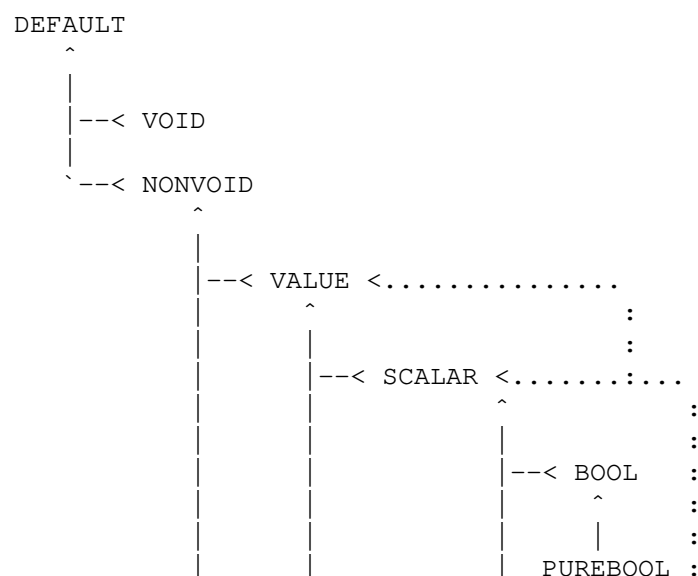 DEFAULT
^
|
|--< VOID
|
`--< NONVOID
^
|
|--< VALUE <...............
| ^ :
| | :
| |--< SCALAR <.......:...
| | ^ :
| | | :
| | |--< BOOL :
| | | ^ :
| | | | :
| | | PUREBOOL :